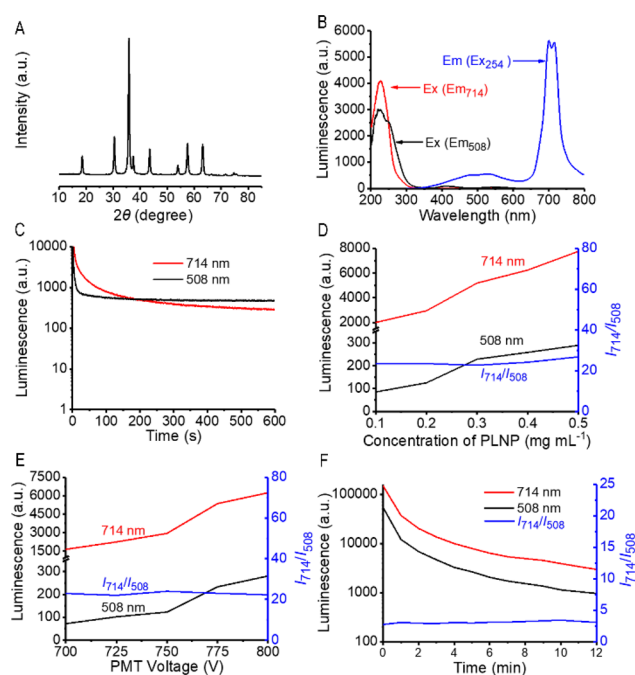 A
Intensity (a.u.)
10 20 30 40 50 60 70 80
2θ (degree)
B
Luminescence (a.u.)
6000
5000
4000
3000
2000
1000
0
Em (Ex254)
Ex (Em714)
Ex (Em508)
200 300 400 500 600 700 800
Wavelength (nm)
C
Luminescence (a.u.)
10000
1000
100
10
1
714 nm
508 nm
0 100 200 300 400 500 600
Time (s)
D
Luminescence (a.u.)
8000
6000
4000
2000
300
200
100
0
714 nm
508 nm
I714/I508
80
60
40
20
0
I714/I508
0.1 0.2 0.3 0.4 0.5
Concentration of PLNP (mg mL-1)
E
Luminescence (a.u.)
7500
6000
4500
3000
1500
300
200
100
0
714 nm
I714/I508
508 nm
80
60
40
20
0
I714/I508
700 725 750 775 800
PMT Voltage (V)
F
Luminescence (a.u.)
100000
10000
1000
100
714 nm
508 nm
I714/I508
25
20
15
10
5
0
I714/I508
0 2 4 6 8 10 12
Time (min)